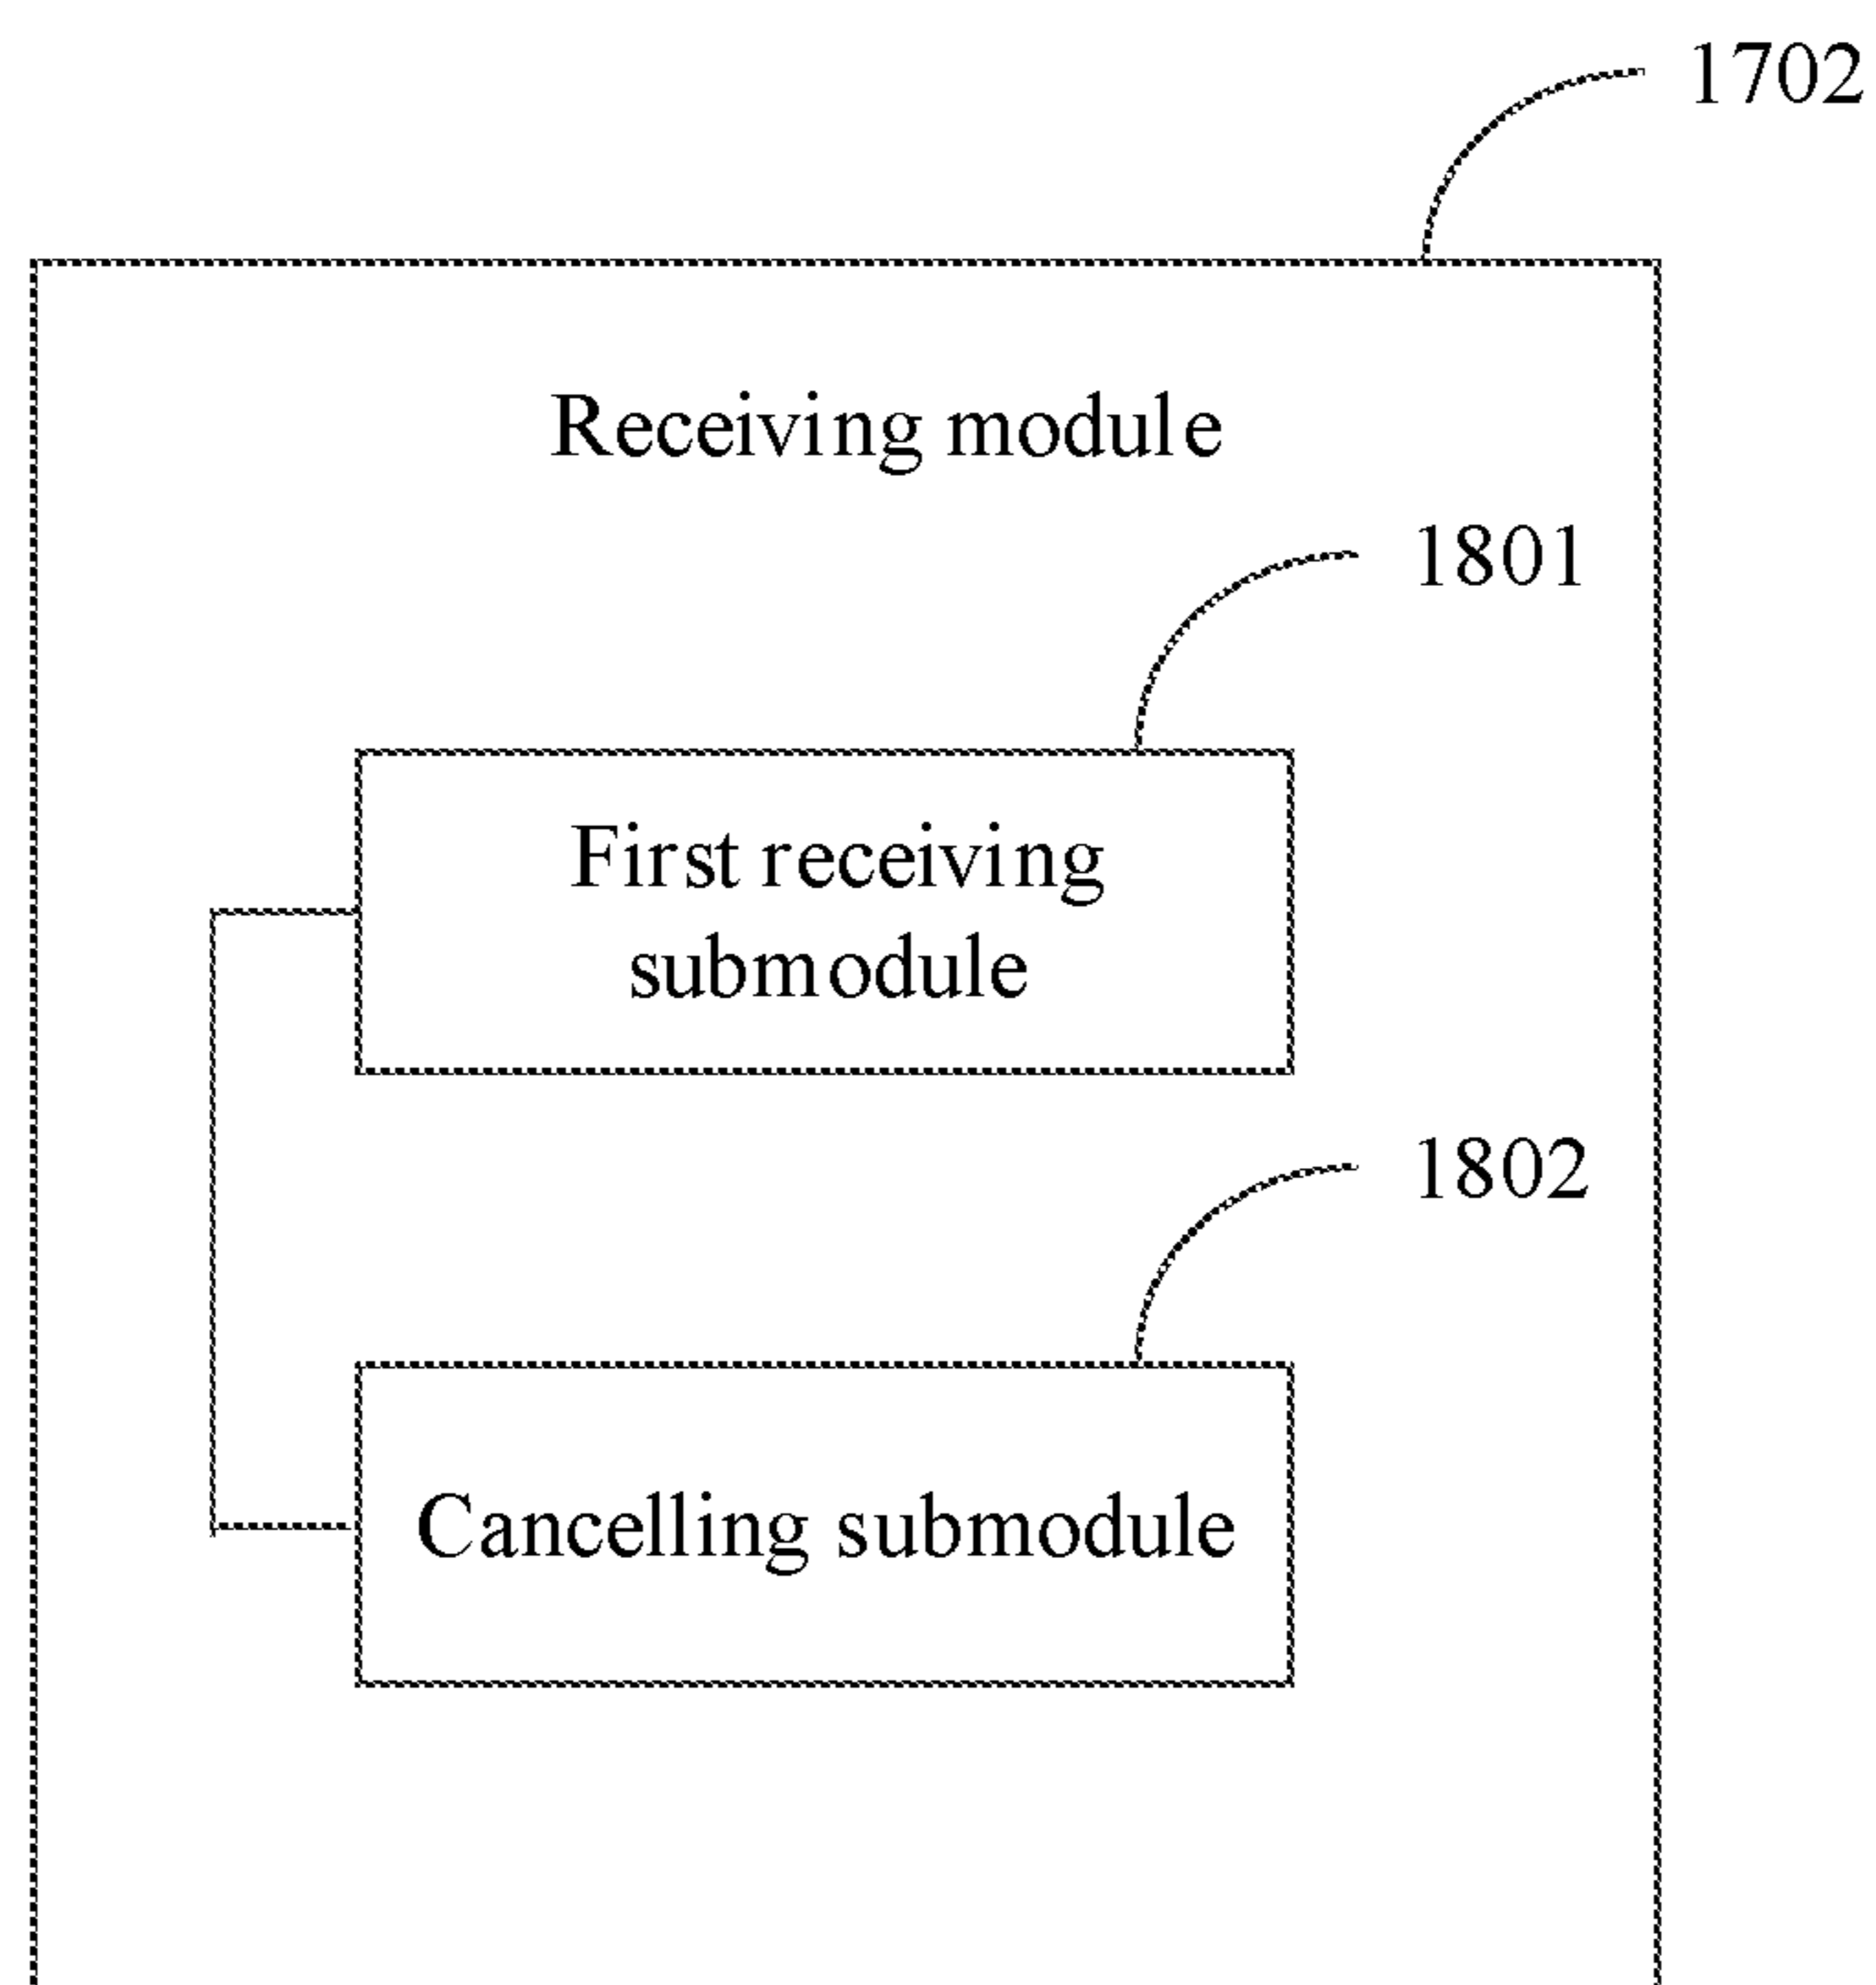 1702
Receiving module
1801
First receiving
submodule
1802
Cancelling submodule